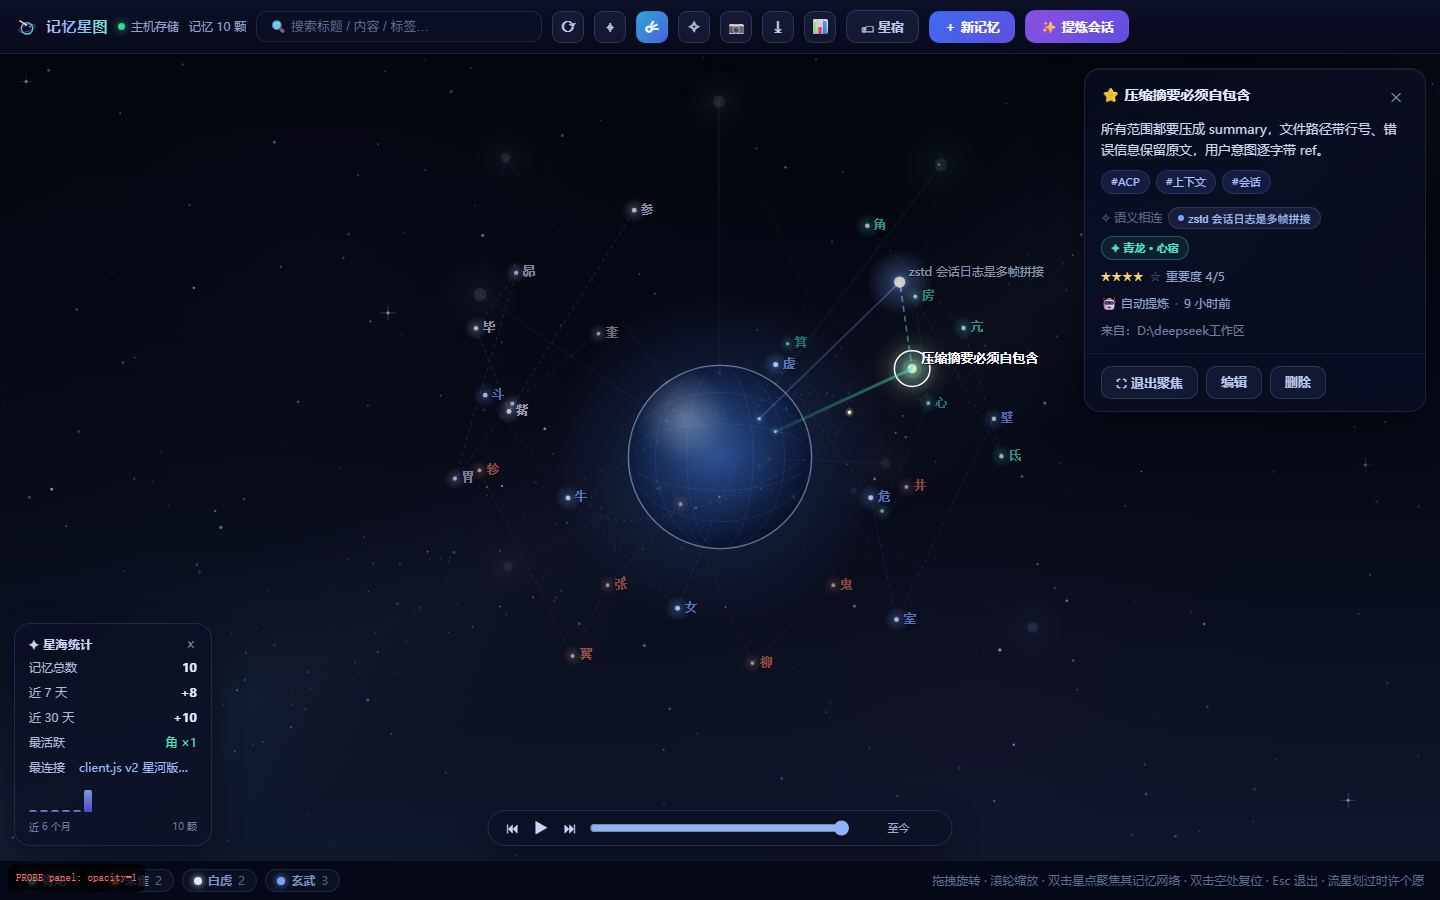 记忆星图 主机存储 记忆 10 颗 搜索标题 / 内容 / 标签... 星宿 + 新记忆 提炼会话
压缩摘要必须自包含
所有范围都要压成 summary，文件路径带行号、错
误信息保留原文，用户意图逐字带 ref。
#ACP #上下文 #会话
语义相连 zstd 会话日志是多帧拼接
青龙 • 心宿
★★★★ ☆ 重要度 4/5
自动提炼 · 9 小时前
来自：D:\deepseek工作区
退出聚焦 编辑 删除
参
角
昴
zstd 会话日志是多帧拼接
房
毕
奎
亢
箕
虚
压缩摘要必须自包含
斗
觜
心
壁
氐
胃
轸
井
牛
危
张
鬼
女
室
翼
柳
星海统计 x
记忆总数 10
近 7 天 +8
近 30 天 +10
最活跃 角 ×1
最连接 client.js v2 星河版...
近 6 个月 10 颗
至今
PROBE panel: opacity=1
2
白虎 2
玄武 3
拖拽旋转 · 滚轮缩放 · 双击星点聚焦其记忆网络 · 双击空处复位 · Esc 退出 · 流星划过时许个愿